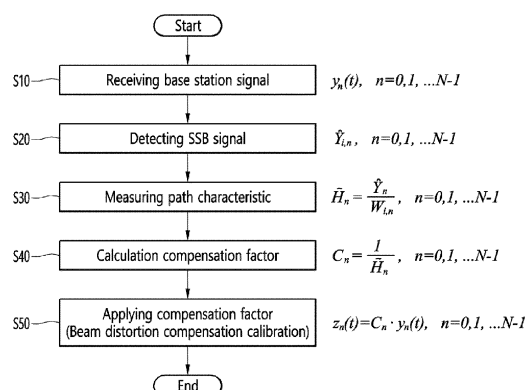 Start
S10 Receiving base station signal yₙ(t), n=0,1, ...N-1
S20 Detecting SSB signal Ŷᵢ,ₙ, n=0,1, ...N-1
S30 Measuring path characteristic H̄ₙ = Ŷₙ / Wᵢ,ₙ, n=0,1, ...N-1
S40 Calculation compensation factor Cₙ = 1 / H̄ₙ, n=0,1, ...N-1
S50 Applying compensation factor
(Beam distortion compensation calibration) zₙ(t)=Cₙ · yₙ(t), n=0,1, ...N-1
End